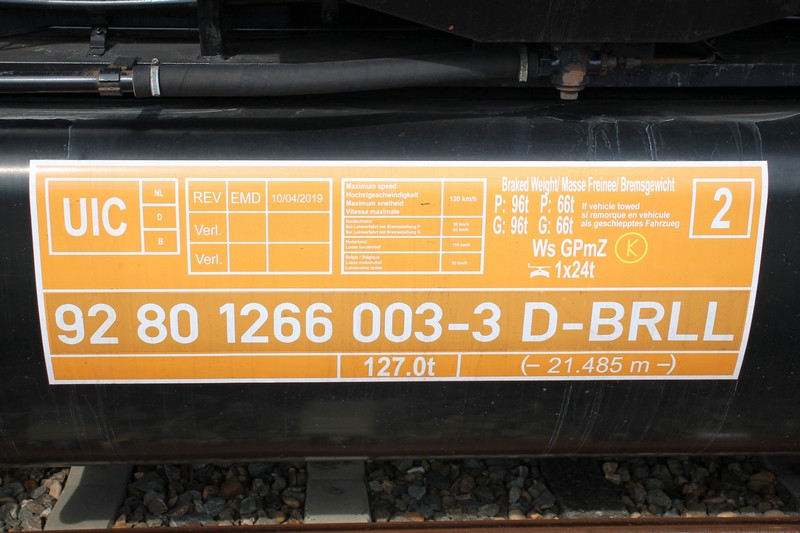 UIC
NL
D
B
REV EMD 10/04/2019
Verl.
Verl.
Maximum speed
Hochstgeschwindigkeit
Maximum snelheid
Vitesse maximale
120 km/h
Braked Weight/ Masse Freinee/ Bremsgewicht
P: 96t P: 66t
G: 96t G: 66t
If vehicle towed
si remorque en vehicule
als geschlepptes Fahrzueg
2
Ws GPmZ K
1x24t
92 80 1266 003-3 D-BRLL
127.0t
(– 21.485 m –)